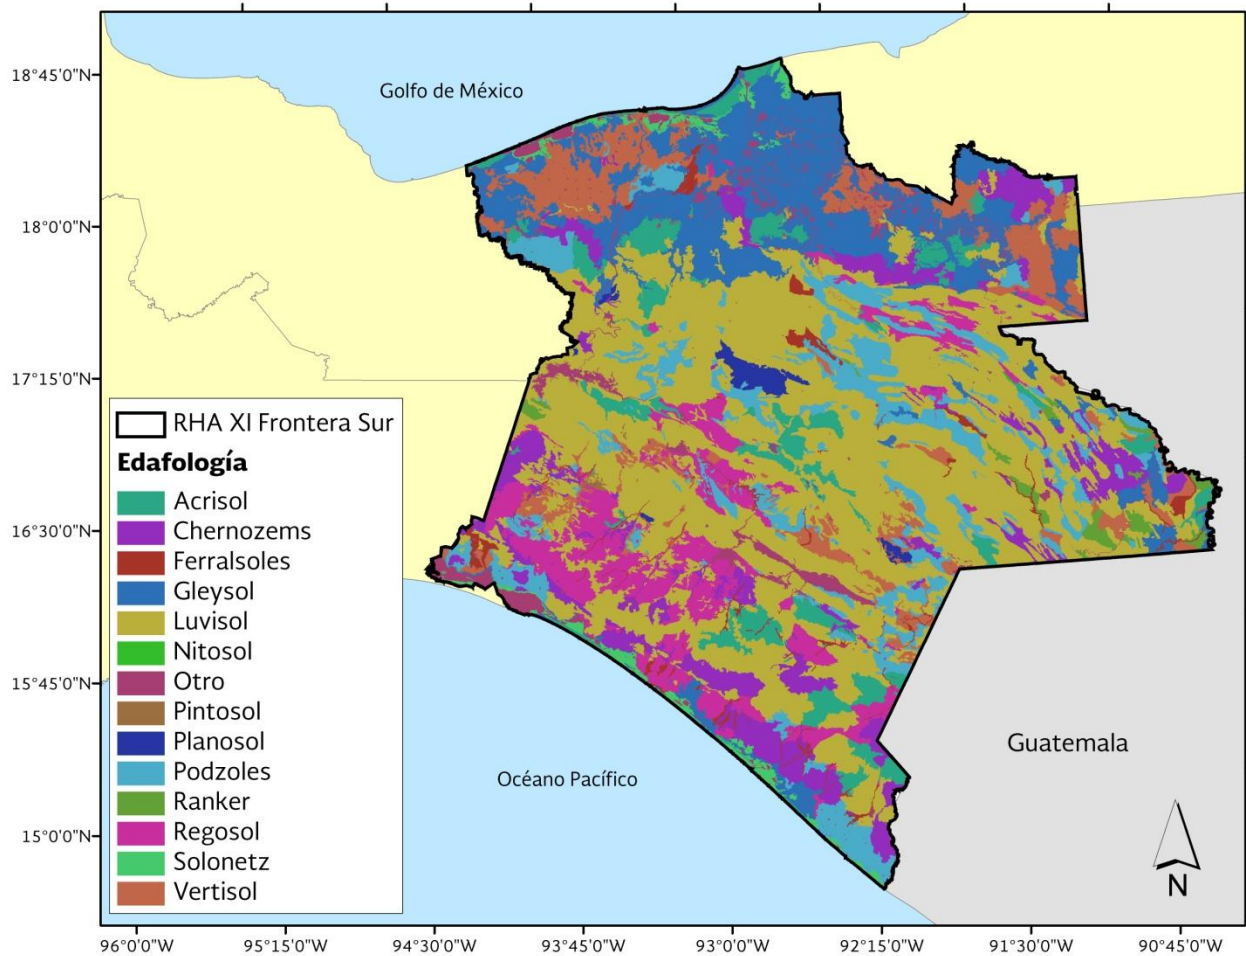 18°45'0"N
18°0'0"N
17°15'0"N
16°30'0"N
15°45'0"N
15°0'0"N
Golfo de México
RHA XI Frontera Sur
Edafología
Acrisol
Chernozems
Ferralsoles
Gleysol
Luvisol
Nitosol
Otro
Pintosol
Planosol
Podzoles
Ranker
Regosol
Solonetz
Vertisol
Océano Pacífico
Guatemala
N
96°0'0"W 95°15'0"W 94°30'0"W 93°45'0"W 93°0'0"W 92°15'0"W 91°30'0"W 90°45'0"W